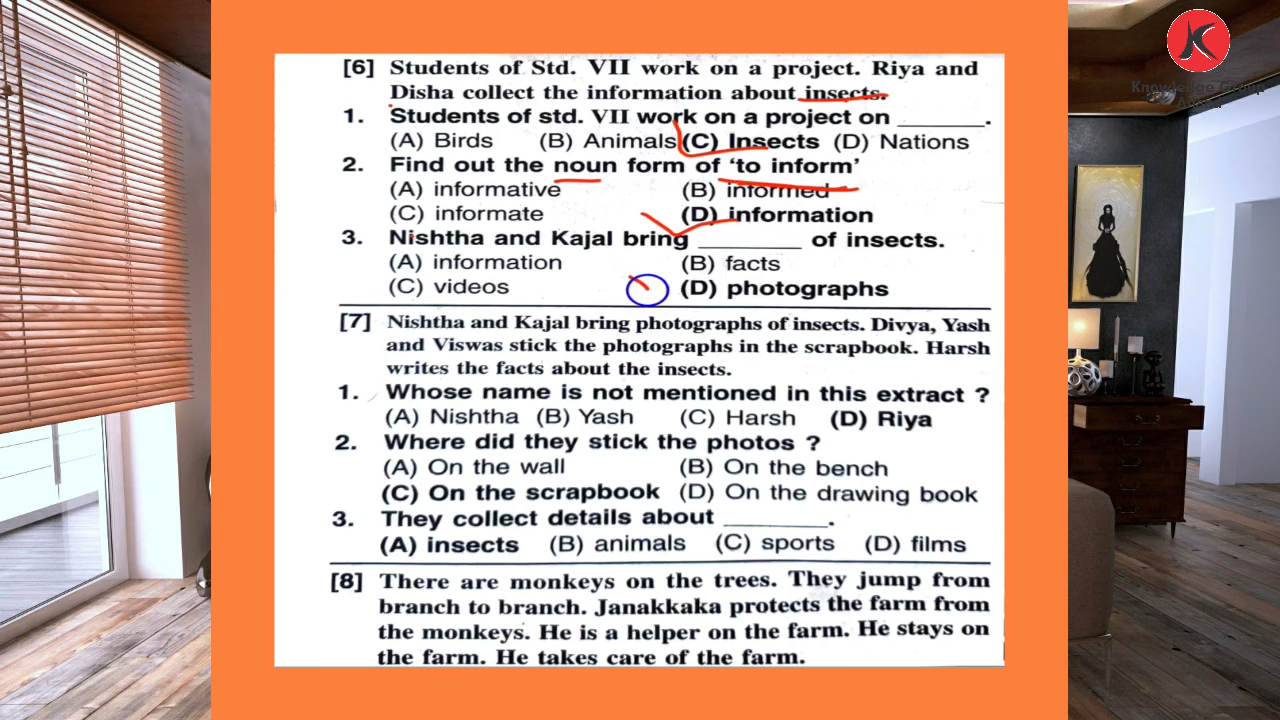 [6] Students of Std. VII work on a project. Riya and
Disha collect the information about insects.
1. Students of std. VII work on a project on ______.
(A) Birds (B) Animals (C) Insects (D) Nations
2. Find out the noun form of ‘to inform’
(A) informative (B) informed
(C) informate (D) information
3. Nishtha and Kajal bring ________ of insects.
(A) information (B) facts
(C) videos (D) photographs
[7] Nishtha and Kajal bring photographs of insects. Divya, Yash
and Viswas stick the photographs in the scrapbook. Harsh
writes the facts about the insects.
1. Whose name is not mentioned in this extract ?
(A) Nishtha (B) Yash (C) Harsh (D) Riya
2. Where did they stick the photos ?
(A) On the wall (B) On the bench
(C) On the scrapbook (D) On the drawing book
3. They collect details about ________.
(A) insects (B) animals (C) sports (D) films
[8] There are monkeys on the trees. They jump from
branch to branch. Janakkaka protects the farm from
the monkeys. He is a helper on the farm. He stays on
the farm. He takes care of the farm.
K
Knowledge Group